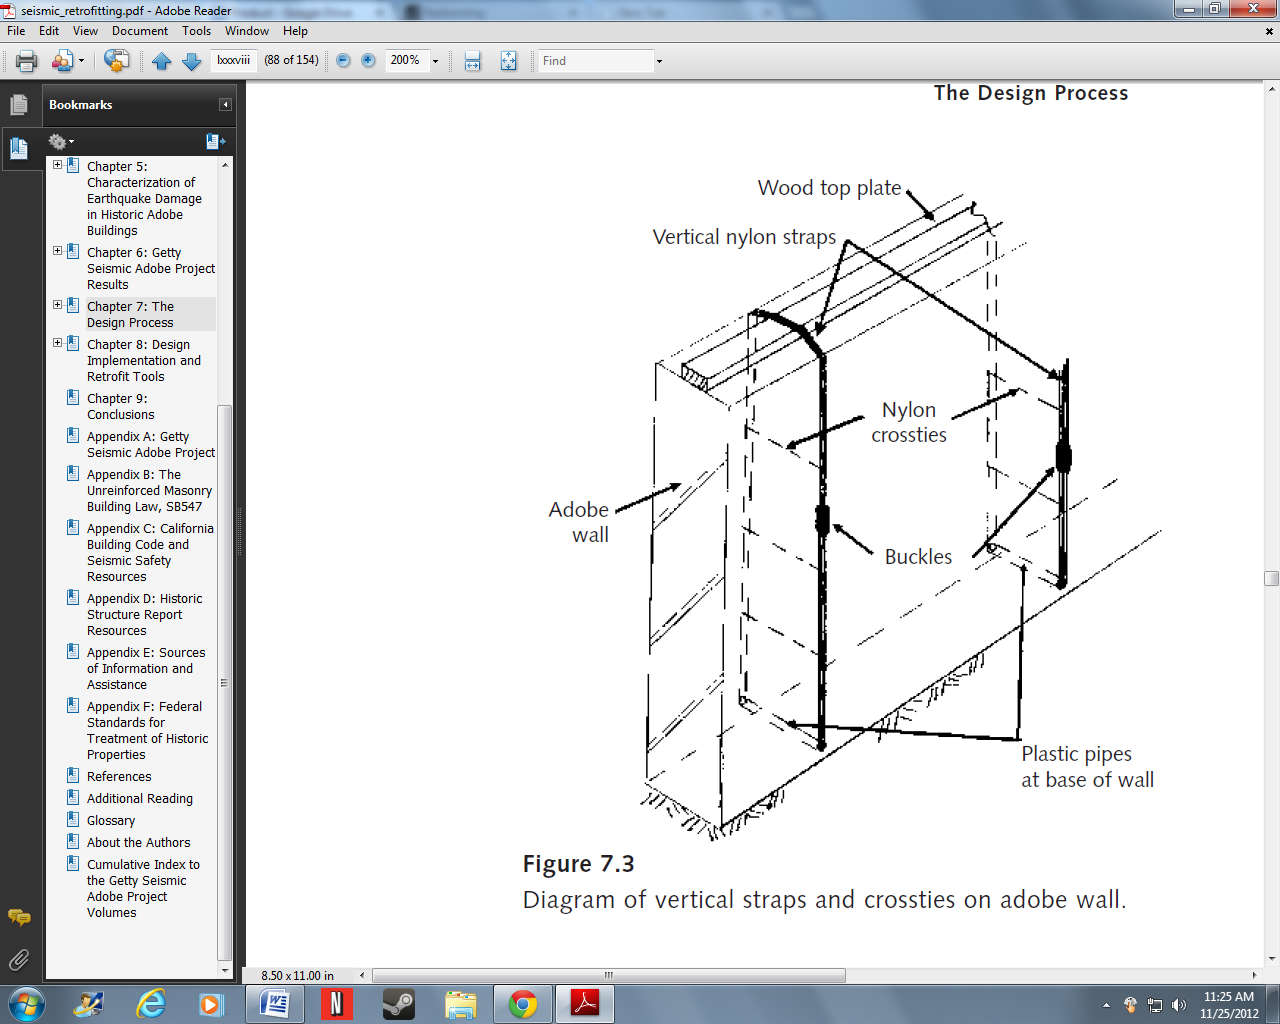 seismic_retrofitting.pdf - Adobe Reader
File Edit View Document Tools Window Help
lxxxviii (88 of 154) 200% Find
Bookmarks
Chapter 5:
Characterization of
Earthquake Damage
in Historic Adobe
Buildings
Chapter 6: Getty
Seismic Adobe Project
Results
Chapter 7: The
Design Process
Chapter 8: Design
Implementation and
Retrofit Tools
Chapter 9:
Conclusions
Appendix A: Getty
Seismic Adobe Project
Appendix B: The
Unreinforced Masonry
Building Law, SB547
Appendix C: California
Building Code and
Seismic Safety
Resources
Appendix D: Historic
Structure Report
Resources
Appendix E: Sources
of Information and
Assistance
Appendix F: Federal
Standards for
Treatment of Historic
Properties
References
Additional Reading
Glossary
About the Authors
Cumulative Index to
the Getty Seismic
Adobe Project
Volumes
The Design Process
Wood top plate
Vertical nylon straps
Nylon
crossties
Adobe
wall
Buckles
Plastic pipes
at base of wall
Figure 7.3
Diagram of vertical straps and crossties on adobe wall.
8.50 x 11.00 in
11:25 AM
11/25/2012